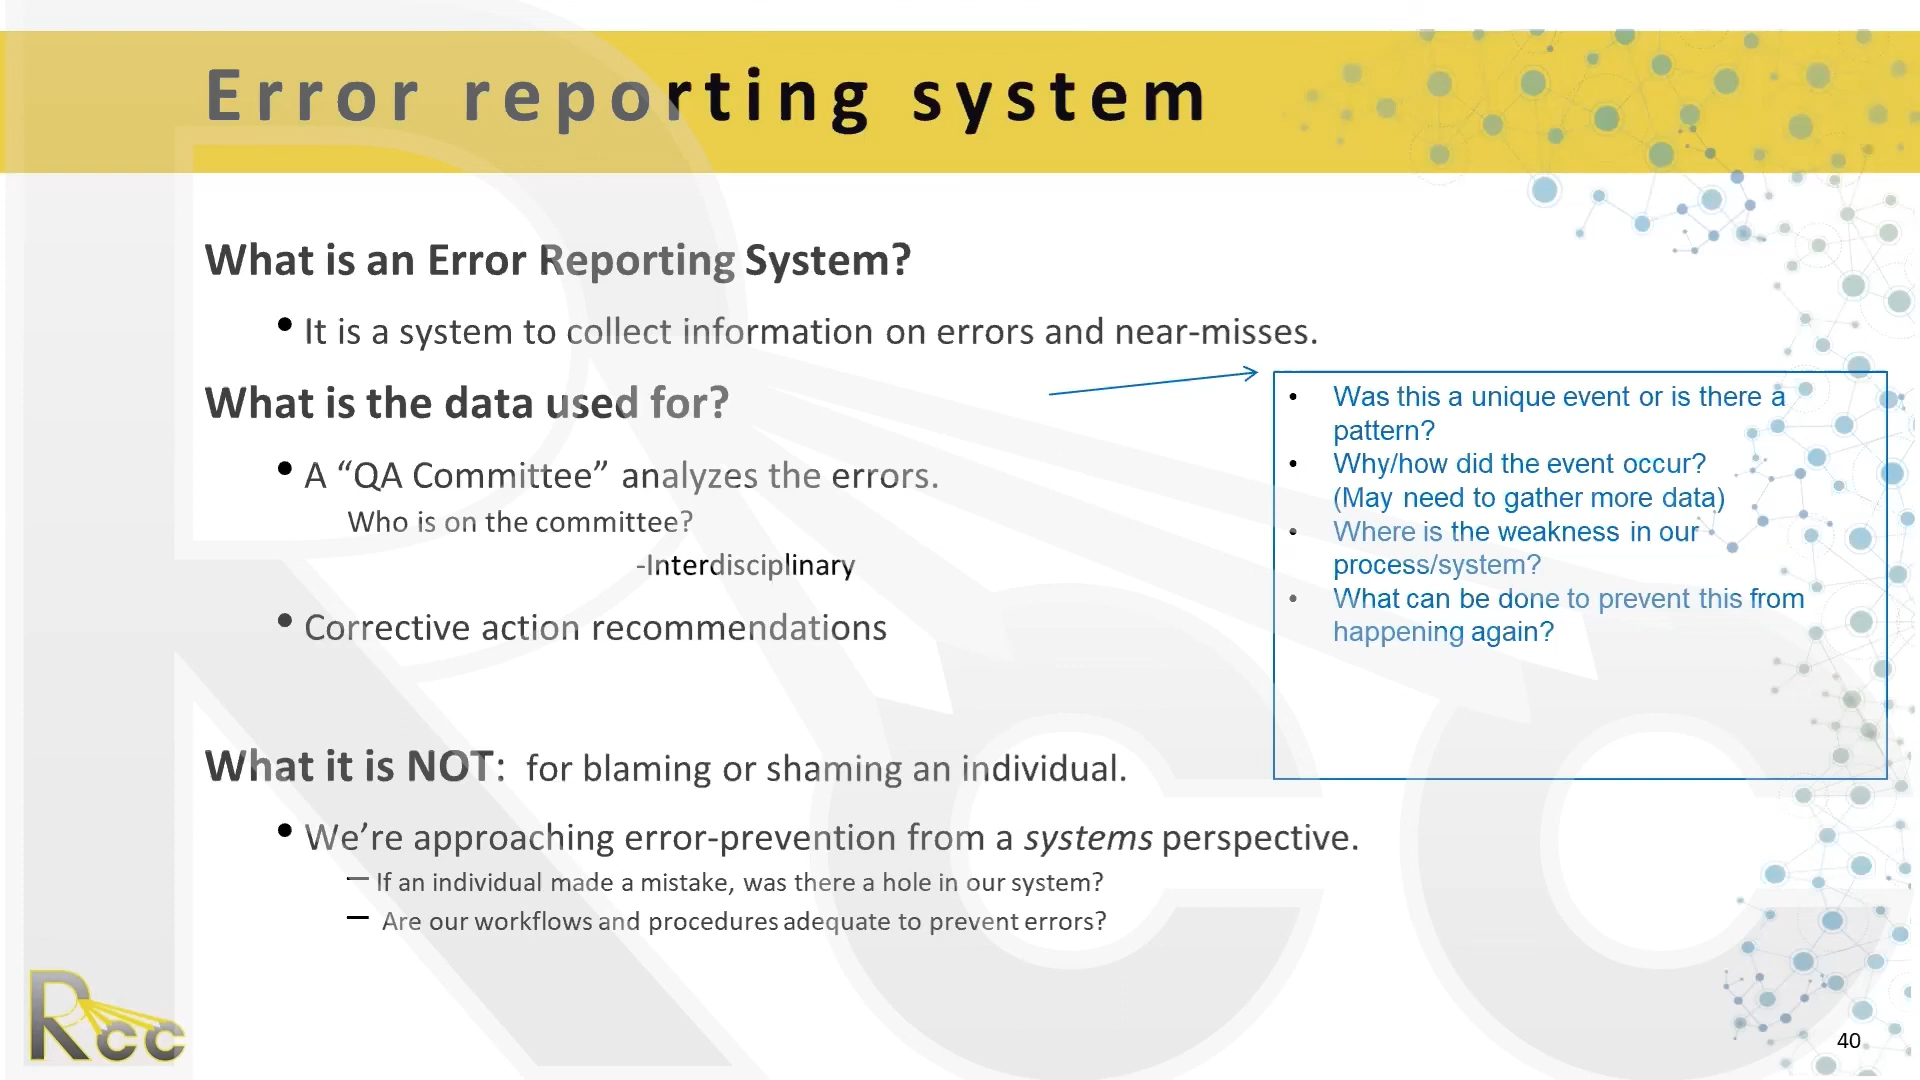 Error reporting system
What is an Error Reporting System?
• It is a system to collect information on errors and near-misses.
What is the data used for?
• A “QA Committee” analyzes the errors.
Who is on the committee?
-Interdisciplinary
• Corrective action recommendations
• Was this a unique event or is there a
pattern?
• Why/how did the event occur?
(May need to gather more data)
• Where is the weakness in our
process/system?
• What can be done to prevent this from
happening again?
What it is NOT: for blaming or shaming an individual.
• We’re approaching error-prevention from a systems perspective.
— If an individual made a mistake, was there a hole in our system?
— Are our workflows and procedures adequate to prevent errors?
Rcc
40